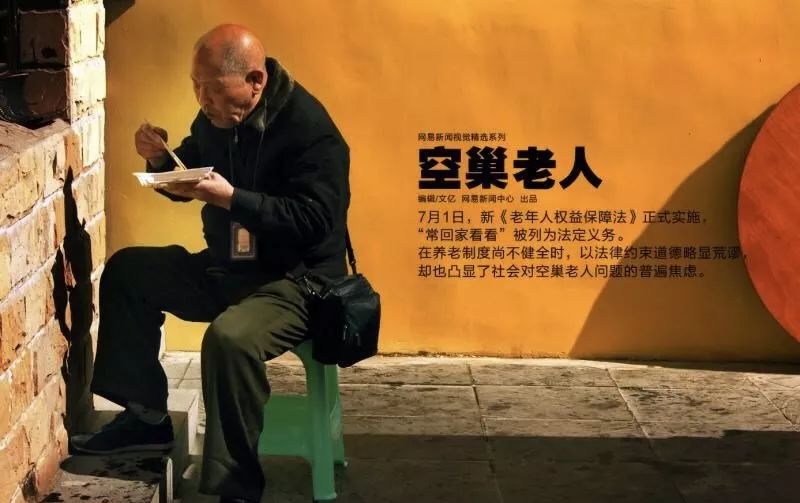 网易新闻视觉精选系列
空巢老人
编辑/文亿 网易新闻中心 出品
7月1日，新《老年人权益保障法》正式实施，
“常回家看看”被列为法定义务。
在养老制度尚不健全时，以法律约束道德略显荒谬，
却也凸显了社会对空巢老人问题的普遍焦虑。